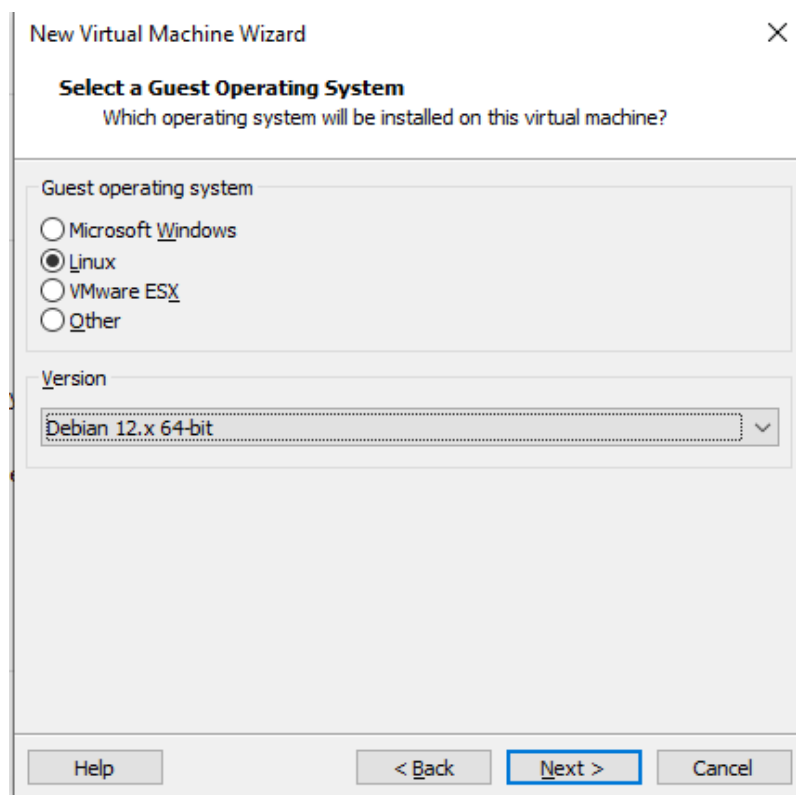 New Virtual Machine Wizard
Select a Guest Operating System
Which operating system will be installed on this virtual machine?
Guest operating system
Microsoft Windows
Linux
VMware ESX
Other
Version
Debian 12.x 64-bit
Help
< Back
Next >
Cancel